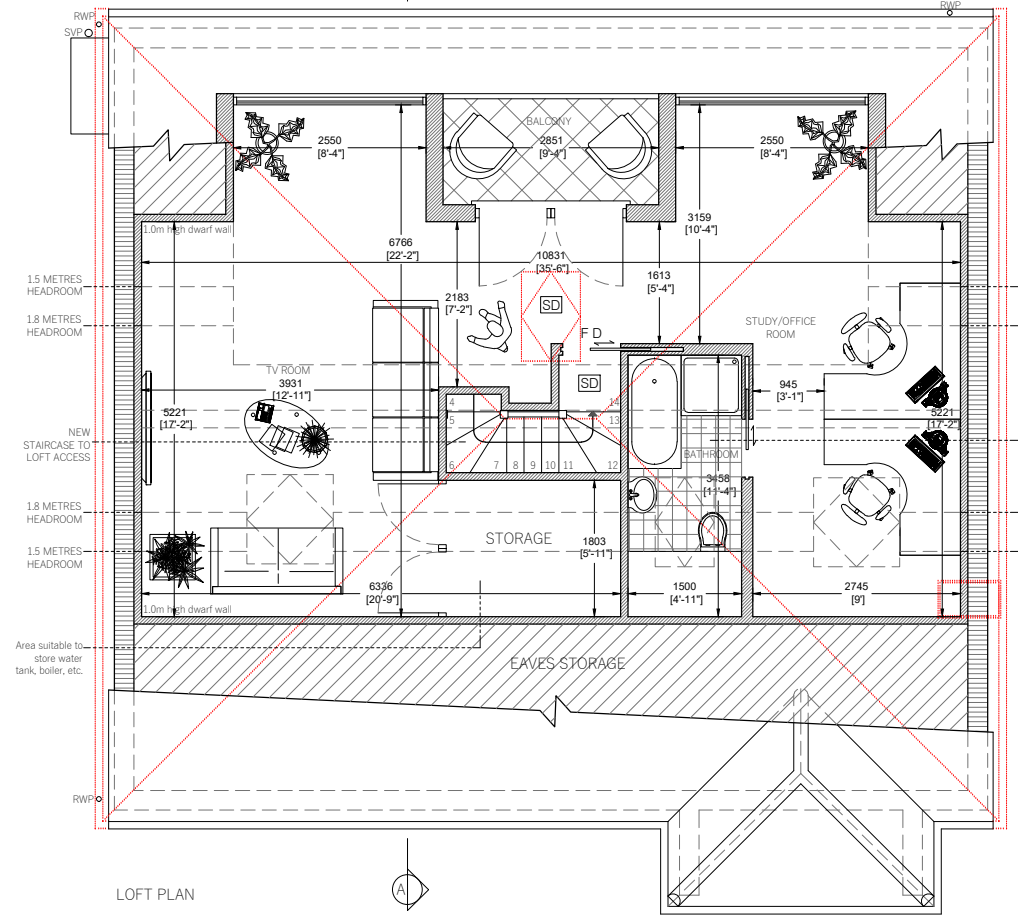 RWP
SVP
RWP
BALCONY
2550
[8'-4"]
2851
[9'-4"]
2550
[8'-4"]
1.0m high dwarf wall
6766
[22'-2"]
3159
[10'-4"]
10831
[35'-6"]
1613
[5'-4"]
1.5 METRES
HEADROOM
2183
[7'-2"]
SD
1.8 METRES
HEADROOM
F D
STUDY/OFFICE
ROOM
TV ROOM
3931
[12'-11"]
SD
945
[3'-1"]
4
14
5
13
5221
[17'-2"]
5221
[17'-2"]
NEW
STAIRCASE TO
LOFT ACCESS
BATHROOM
6
7
8
9
10
11
12
3458
[11'-4"]
1.8 METRES
HEADROOM
STORAGE
1803
[5'-11"]
1.5 METRES
HEADROOM
6336
[20'-9"]
1500
[4'-11"]
2745
[9']
1.0m high dwarf wall
Area suitable to
store water
tank, boiler, etc.
EAVES STORAGE
RWP
LOFT PLAN
A